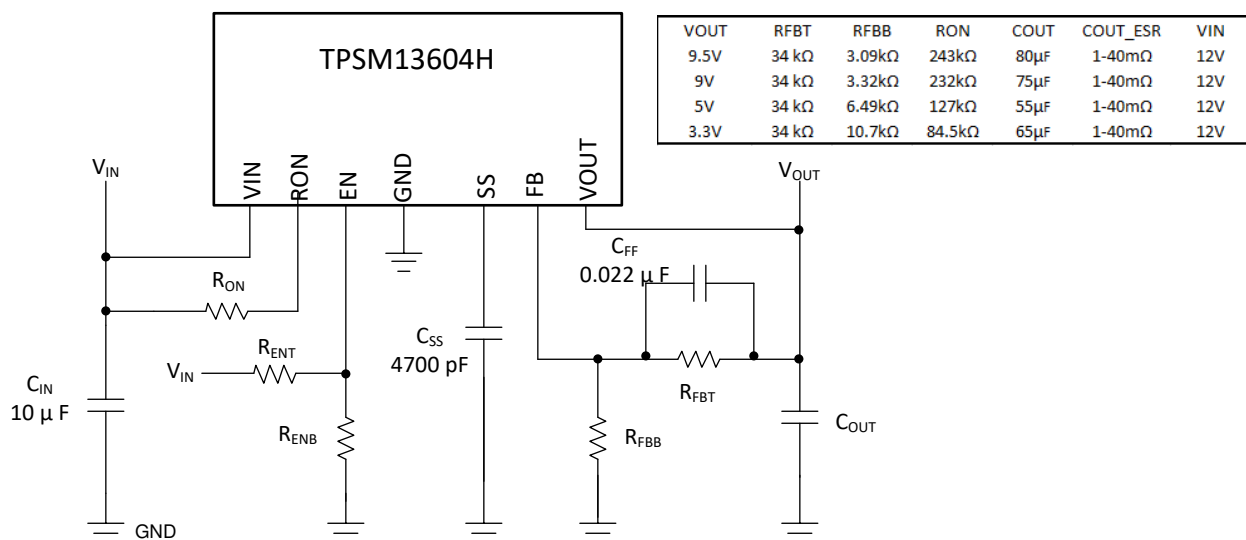 TPSM13604H
VIN
RON
EN
GND
SS
FB
VOUT
VOUT RFBT RFBB RON COUT COUT_ESR VIN
9.5V 34 kΩ 3.09kΩ 243kΩ 80µF 1-40mΩ 12V
9V 34 kΩ 3.32kΩ 232kΩ 75µF 1-40mΩ 12V
5V 34 kΩ 6.49kΩ 127kΩ 55µF 1-40mΩ 12V
3.3V 34 kΩ 10.7kΩ 84.5kΩ 65µF 1-40mΩ 12V
VIN
VOUT
CFF
0.022 µ F
RON
CSS
4700 pF
RENT
VIN
CIN
10 µ F
RFBT
RENB
RFBB
COUT
GND